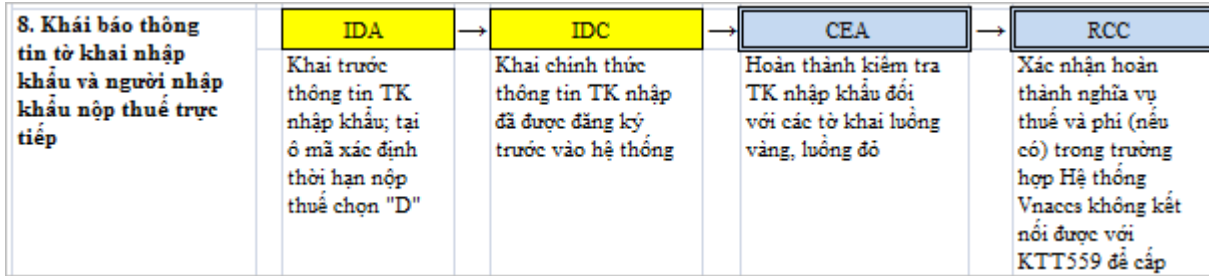 8. Khái báo thông
tin tờ khai nhập
khẩu và người nhập
khẩu nộp thuế trực
tiếp
IDA → IDC → CEA → RCC
Khai trước
thông tin TK
nhập khẩu; tại
ô mã xác định
thời hạn nộp
thuế chọn "D"
Khai chính thức
thông tin TK nhập
đã được đăng ký
trước vào hệ thống
Hoàn thành kiểm tra
TK nhập khẩu đối
với các tờ khai luồng
vàng, luồng đỏ
Xác nhận hoàn
thành nghĩa vụ
thuế và phí (nếu
có) trong trường
hợp Hệ thống
Vnaccs không kết
nối được với
KTT559 để cấp